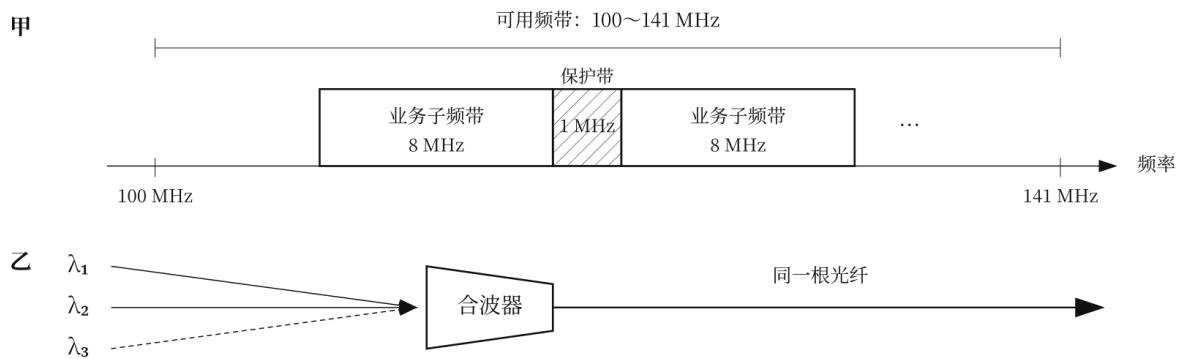 甲
可用频带：100～141 MHz
保护带
业务子频带
8 MHz
1 MHz
业务子频带
8 MHz
…
频率
100 MHz
141 MHz
乙
λ1
λ2
λ3
合波器
同一根光纤